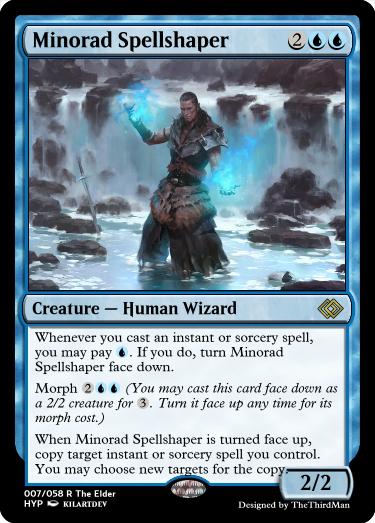 Minorad Spellshaper 2
Creature — Human Wizard
Whenever you cast an instant or sorcery spell,
you may pay . If you do, turn Minorad
Spellshaper face down.
Morph 2 (You may cast this card face down as
a 2/2 creature for 3. Turn it face up any time for its
morph cost.)
When Minorad Spellshaper is turned face up,
copy target instant or sorcery spell you control.
You may choose new targets for the copy.
2/2
007/058 R The Elder
HYP KILARTDEV
Designed by TheThirdMan